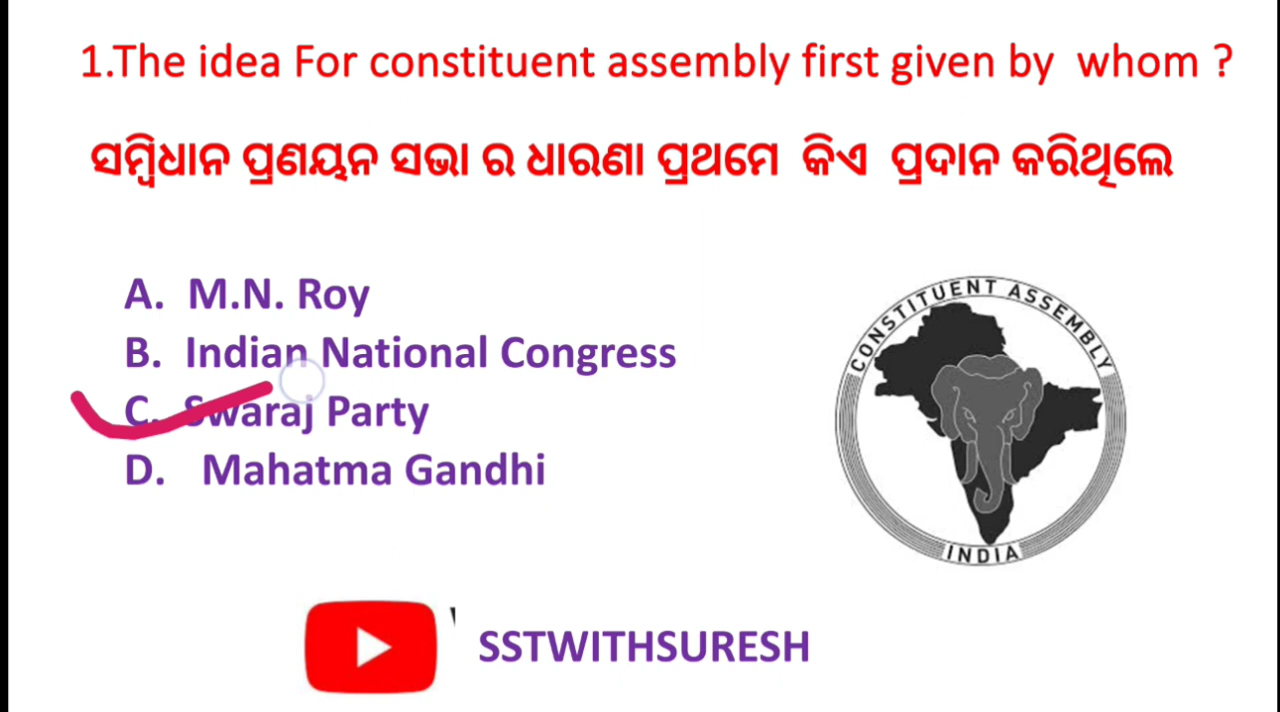 1.The idea For constituent assembly first given by whom ?
ସମ୍ବିଧାନ ପ୍ରଣୟନ ସଭା ର ଧାରଣା ପ୍ରଥମେ କିଏ ପ୍ରଦାନ କରିଥିଲେ
A. M.N. Roy
B. Indian National Congress
C. Swaraj Party
D. Mahatma Gandhi
CONSTITUENT ASSEMBLY
INDIA
SSTWITHSURESH